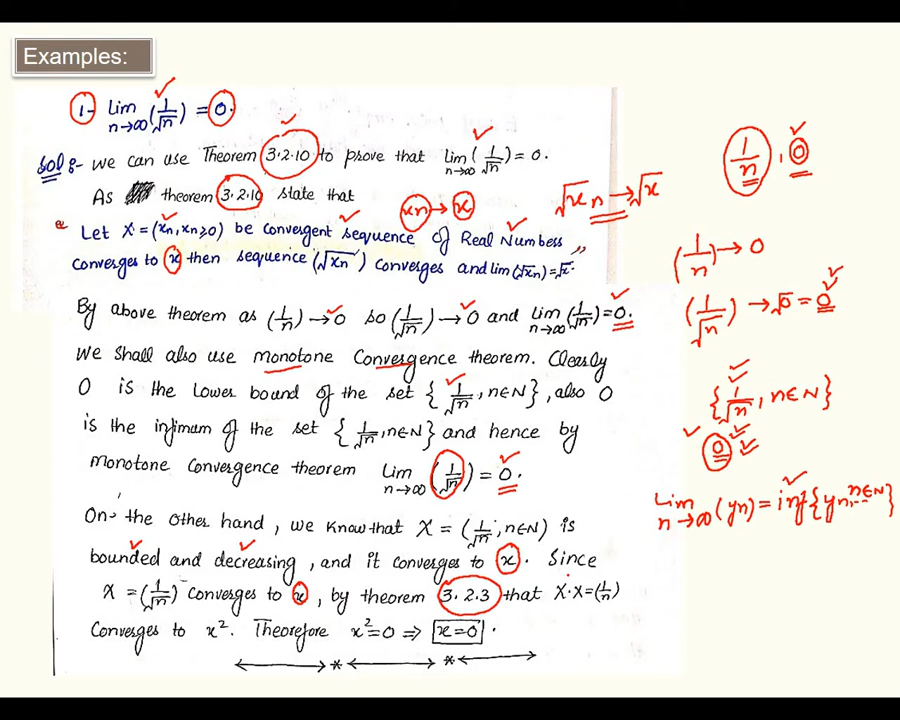 Examples:
1- Lim n→∞ (1/√n) = 0.
Sol:- we can use Theorem 3.2.10 to prove that lim n→∞ (1/√n) = 0.
As theorem 3.2.10 state that
Let X = (xn, xn≥0) be convergent sequence of Real Numbess
converges to x then sequence (√xn) converges and lim (√xn) = √x. "
By above theorem as (1/n) → 0 so (1/√n) → 0 and lim n→∞ (1/√n) = 0.
We shall also use monotone Convergence theorem. Clearly
0 is the Lower bound of the set {1/√n, n∈N}, also 0
is the infimum of the set {1/√n, n∈N} and hence by
monotone Convergence theorem Lim n→∞ (1/√n) = 0.
On the other hand, we know that X = (1/√n, n∈N) is
bounded and decreasing, and it converges to x. Since
X = (1/√n) Converges to x, by theorem 3.2.3 that X·X = (1/n)
Converges to x². Theorefore x² = 0 ⇒ x = 0.
←→ * ←→ * ←→
xn → x
√xn → √x
1/n, 0
(1/n) → 0
(1/√n) → √0 = 0
{1/√n, n∈N}
0
Lim n→∞ (yn) = inf {yn, n∈N}